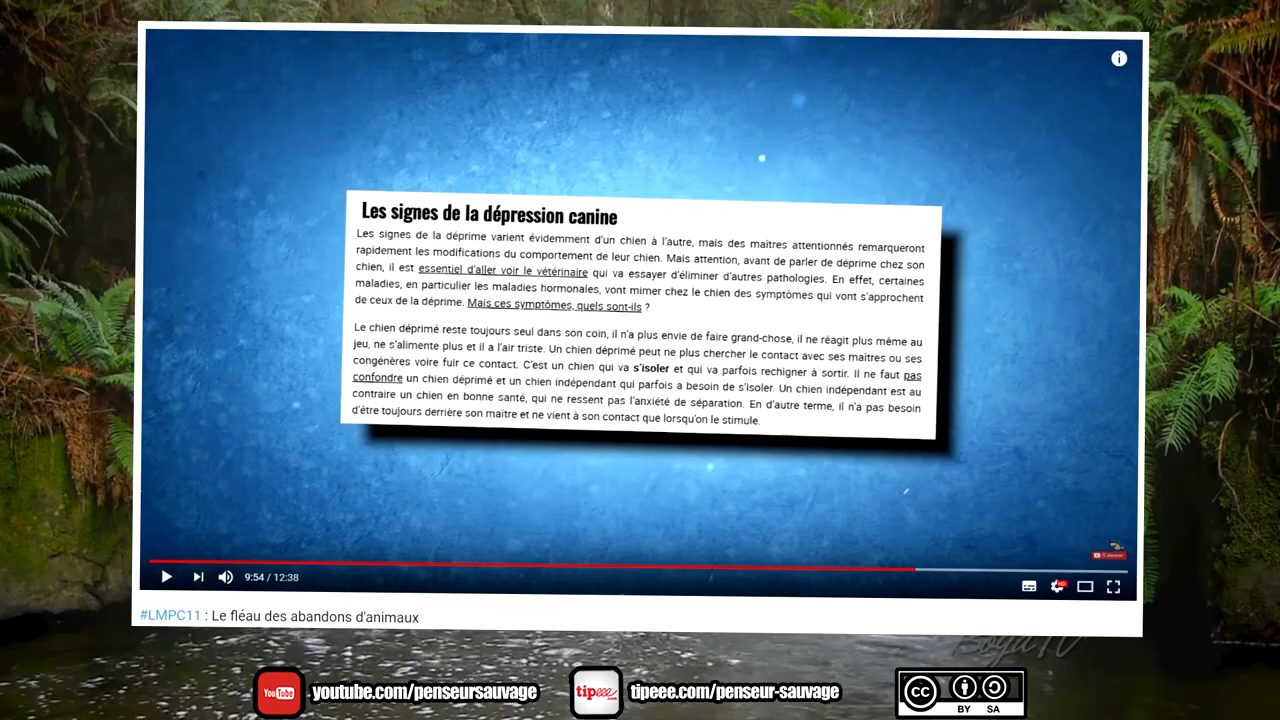 Les signes de la dépression canine
Les signes de la déprime varient évidemment d'un chien à l'autre, mais des maîtres attentionnés remarqueront
rapidement les modifications du comportement de leur chien. Mais attention, avant de parler de déprime chez son
chien, il est essentiel d'aller voir le vétérinaire qui va essayer d'éliminer d'autres pathologies. En effet, certaines
maladies, en particulier les maladies hormonales, vont mimer chez le chien des symptômes qui vont s'approchent
de ceux de la déprime. Mais ces symptômes, quels sont-ils ?
Le chien déprimé reste toujours seul dans son coin, il n'a plus envie de faire grand-chose, il ne réagit plus même au
jeu, ne s'alimente plus et il a l'air triste. Un chien déprimé peut ne plus chercher le contact avec ses maîtres ou ses
congénères voire fuir ce contact. C'est un chien qui va s'isoler et qui va parfois rechigner à sortir. Il ne faut pas
confondre un chien déprimé et un chien indépendant qui parfois a besoin de s'isoler. Un chien indépendant est au
contraire un chien en bonne santé, qui ne ressent pas l'anxiété de séparation. En d'autre terme, il n'a pas besoin
d'être toujours derrière son maitre et ne vient à son contact que lorsqu'on le stimule.
9:54 / 12:38
HD
#LMPC11 : Le fléau des abandons d'animaux
Boga TV
YouTube
youtube.com/penseursauvage
tipeee
tipeee.com/penseur-sauvage
cc
BY SA